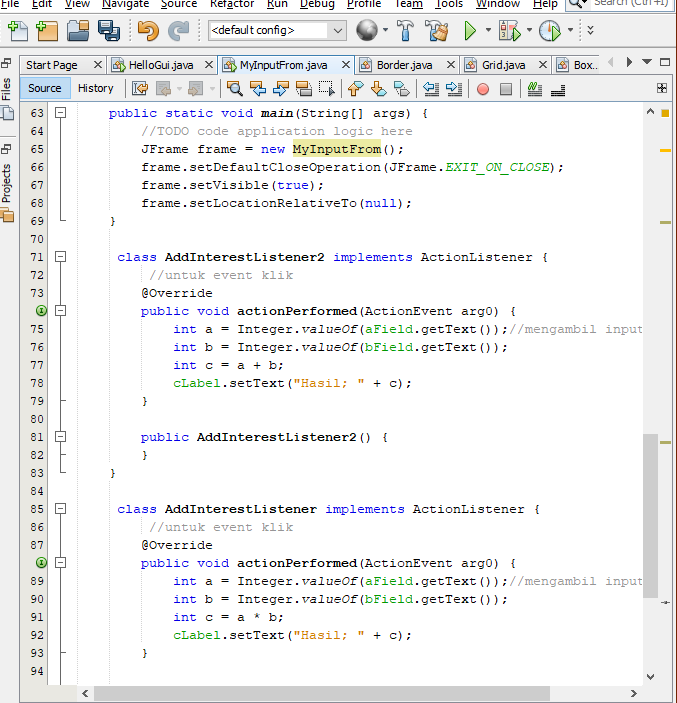 File Edit View Navigate Source Refactor Run Debug Profile Team Tools Window Help Search (Ctrl+I)
<default config>
Start Page HelloGui.java MyInputFrom.java Border.java Grid.java Box...
Source History
Files
Projects
63 public static void main(String[] args) {
64 //TODO code application logic here
65 JFrame frame = new MyInputFrom();
66 frame.setDefaultCloseOperation(JFrame.EXIT_ON_CLOSE);
67 frame.setVisible(true);
68 frame.setLocationRelativeTo(null);
69 }
70
71 class AddInterestListener2 implements ActionListener {
72 //untuk event klik
73 @Override
public void actionPerformed(ActionEvent arg0) {
75 int a = Integer.valueOf(aField.getText());//mengambil input
76 int b = Integer.valueOf(bField.getText());
77 int c = a + b;
78 cLabel.setText("Hasil; " + c);
79 }
80
81 public AddInterestListener2() {
82 }
83 }
84
85 class AddInterestListener implements ActionListener {
86 //untuk event klik
87 @Override
public void actionPerformed(ActionEvent arg0) {
89 int a = Integer.valueOf(aField.getText());//mengambil input
90 int b = Integer.valueOf(bField.getText());
91 int c = a * b;
92 cLabel.setText("Hasil; " + c);
93 }
94